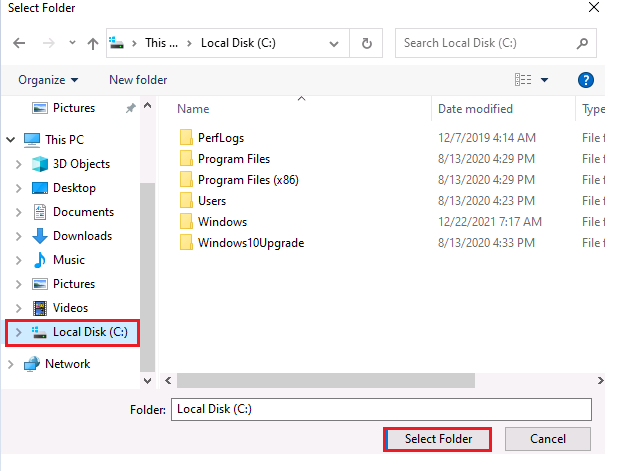 Select Folder
This ... Local Disk (C:) Search Local Disk (C:)
Organize New folder
Name Date modified Type
Pictures
This PC
3D Objects
Desktop
Documents
Downloads
Music
Pictures
Videos
Local Disk (C:)
Network
PerfLogs 12/7/2019 4:14 AM File f
Program Files 8/13/2020 4:29 PM File f
Program Files (x86) 8/13/2020 4:29 PM File f
Users 8/13/2020 4:23 PM File f
Windows 12/22/2021 7:17 AM File f
Windows10Upgrade 8/13/2020 4:33 PM File f
Folder: Local Disk (C:)
Select Folder Cancel